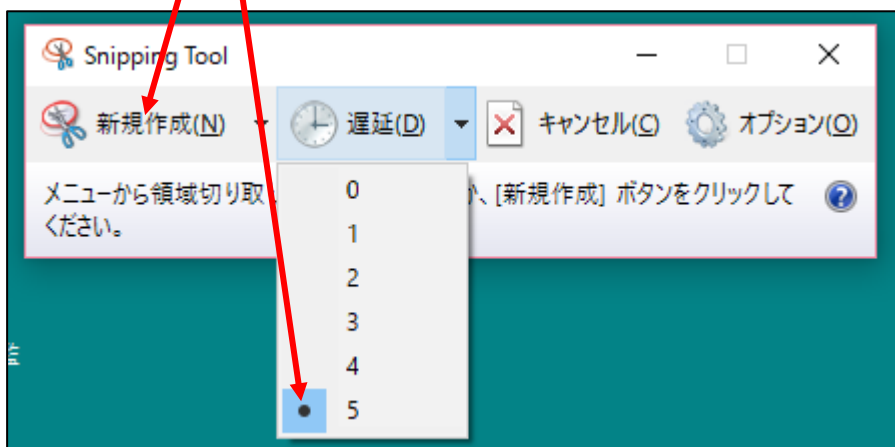 Snipping Tool
新規作成(N) 遅延(D) キャンセル(C) オプション(O)
メニューから領域切り取 か、[新規作成] ボタンをクリックして
ください。
0
1
2
3
4
5